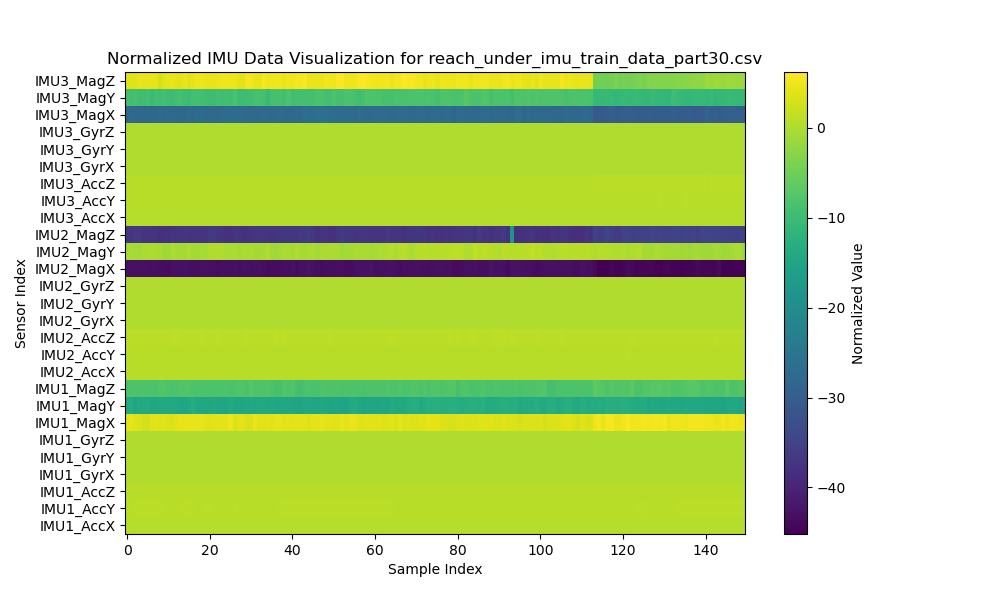 Normalized IMU Data Visualization for reach_under_imu_train_data_part30.csv
IMU3_MagZ
IMU3_MagY
IMU3_MagX
IMU3_GyrZ
IMU3_GyrY
IMU3_GyrX
IMU3_AccZ
IMU3_AccY
IMU3_AccX
IMU2_MagZ
IMU2_MagY
IMU2_MagX
IMU2_GyrZ
IMU2_GyrY
IMU2_GyrX
IMU2_AccZ
IMU2_AccY
IMU2_AccX
IMU1_MagZ
IMU1_MagY
IMU1_MagX
IMU1_GyrZ
IMU1_GyrY
IMU1_GyrX
IMU1_AccZ
IMU1_AccY
IMU1_AccX
Sensor Index
0 20 40 60 80 100 120 140
Sample Index
0
−10
−20
−30
−40
Normalized Value